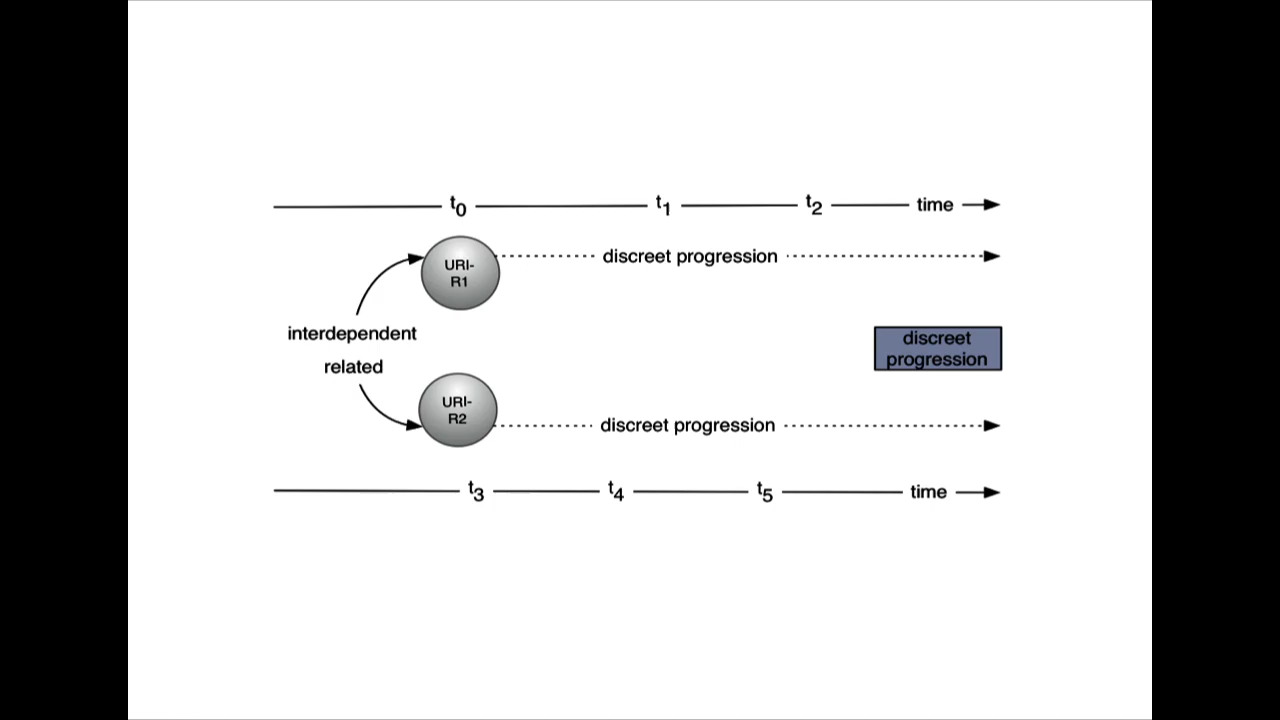 t0 t1 t2 time
URI-
R1
discreet progression
interdependent
related
discreet
progression
URI-
R2
discreet progression
t3 t4 t5 time